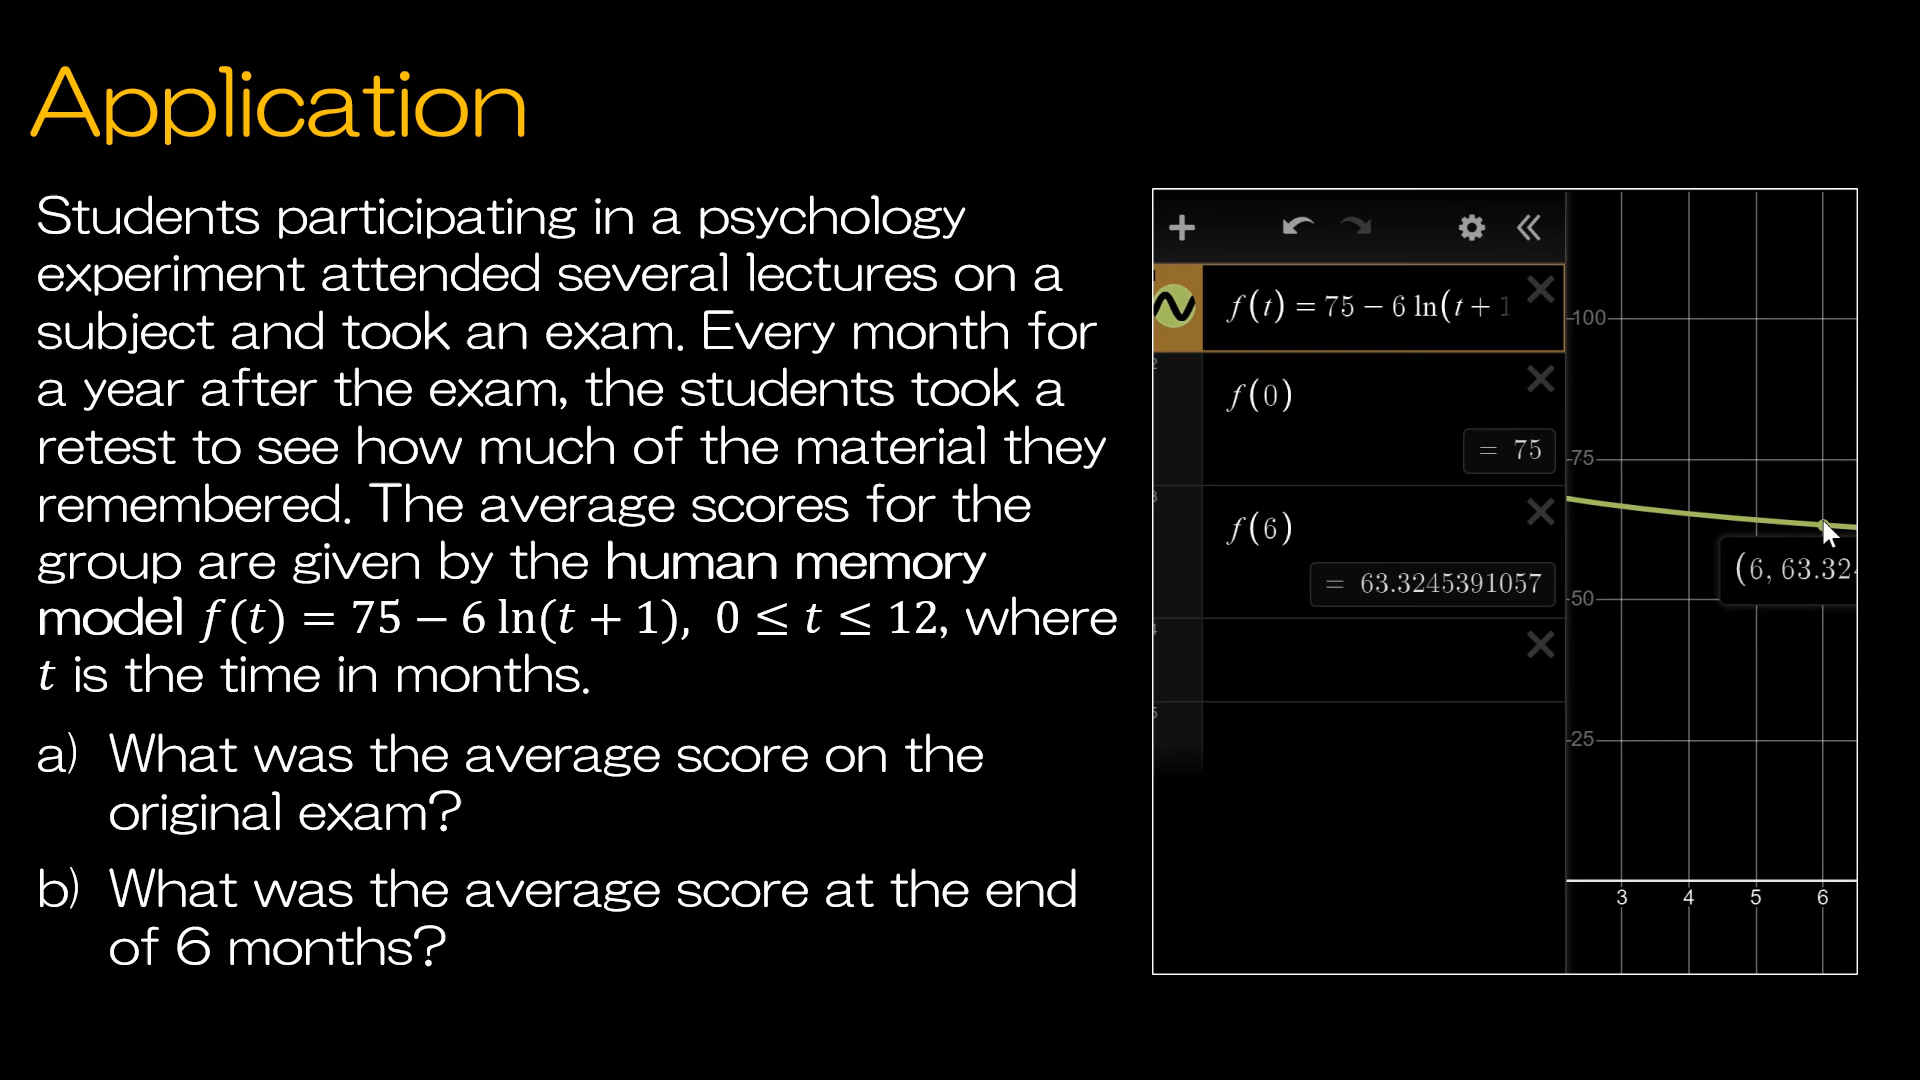 Application
Students participating in a psychology
experiment attended several lectures on a
subject and took an exam. Every month for
a year after the exam, the students took a
retest to see how much of the material they
remembered. The average scores for the
group are given by the human memory
model f(t) = 75 − 6 ln(t + 1), 0 ≤ t ≤ 12, where
t is the time in months.
a) What was the average score on the
original exam?
b) What was the average score at the end
of 6 months?
f(t) = 75 − 6 ln(t + 1
2
f(0)
= 75
3
f(6)
= 63.3245391057
4
5
100
75
50
25
(6, 63.32
3 4 5 6